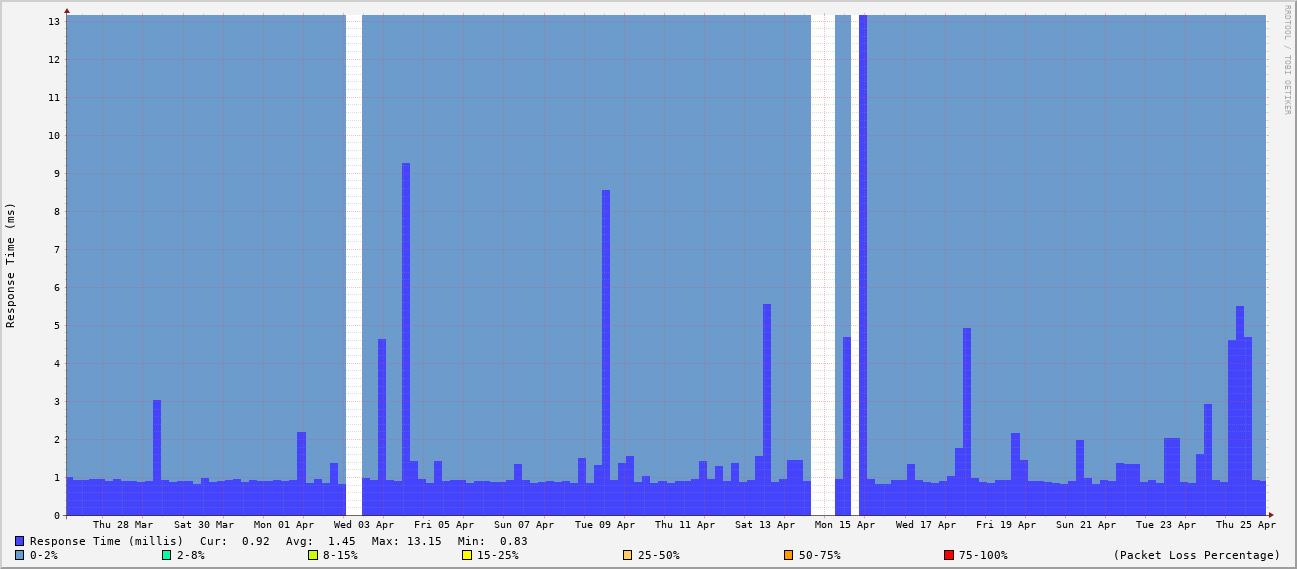 RRDTOOL / TOBI OETIKER
Response Time (ms)
13
12
11
10
9
8
7
6
5
4
3
2
1
0
Thu 28 Mar Sat 30 Mar Mon 01 Apr Wed 03 Apr Fri 05 Apr Sun 07 Apr Tue 09 Apr Thu 11 Apr Sat 13 Apr Mon 15 Apr Wed 17 Apr Fri 19 Apr Sun 21 Apr Tue 23 Apr Thu 25 Apr
Response Time (millis) Cur: 0.92 Avg: 1.45 Max: 13.15 Min: 0.83
0-2% 2-8% 8-15% 15-25% 25-50% 50-75% 75-100% (Packet Loss Percentage)